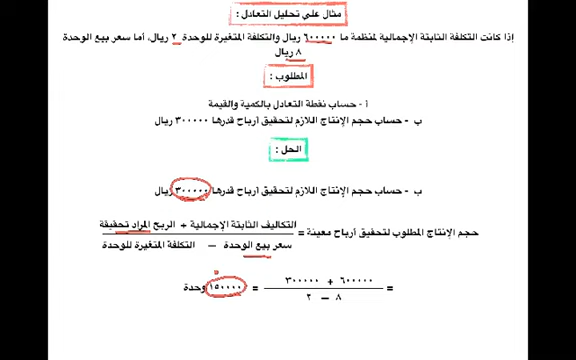 مثال علي تحليل التعادل :
إذا كانت التكلفة الثابتة الإجمالية لمنظمة ما ٦٠٠٠٠٠ ريال والتكلفة المتغيرة للوحدة ٢ ريال، أما سعر بيع الوحدة
٨ ريال
المطلوب :
أ - حساب نقطة التعادل بالكمية والقيمة
ب - حساب حجم الإنتاج اللازم لتحقيق أرباح قدرها ٣٠٠٠٠٠ ريال
الحل :
ب - حساب حجم الإنتاج اللازم لتحقيق أرباح قدرها ٣٠٠٠٠٠ ريال
التكاليف الثابتة الإجمالية + الربح المراد تحقيقة
حجم الإنتاج المطلوب لتحقيق أرباح معينة =
سعر بيع الوحدة – التكلفة المتغيرة للوحدة
٦٠٠٠٠٠ + ٣٠٠٠٠٠
= = ١٥٠٠٠٠ وحدة
٨ – ٢